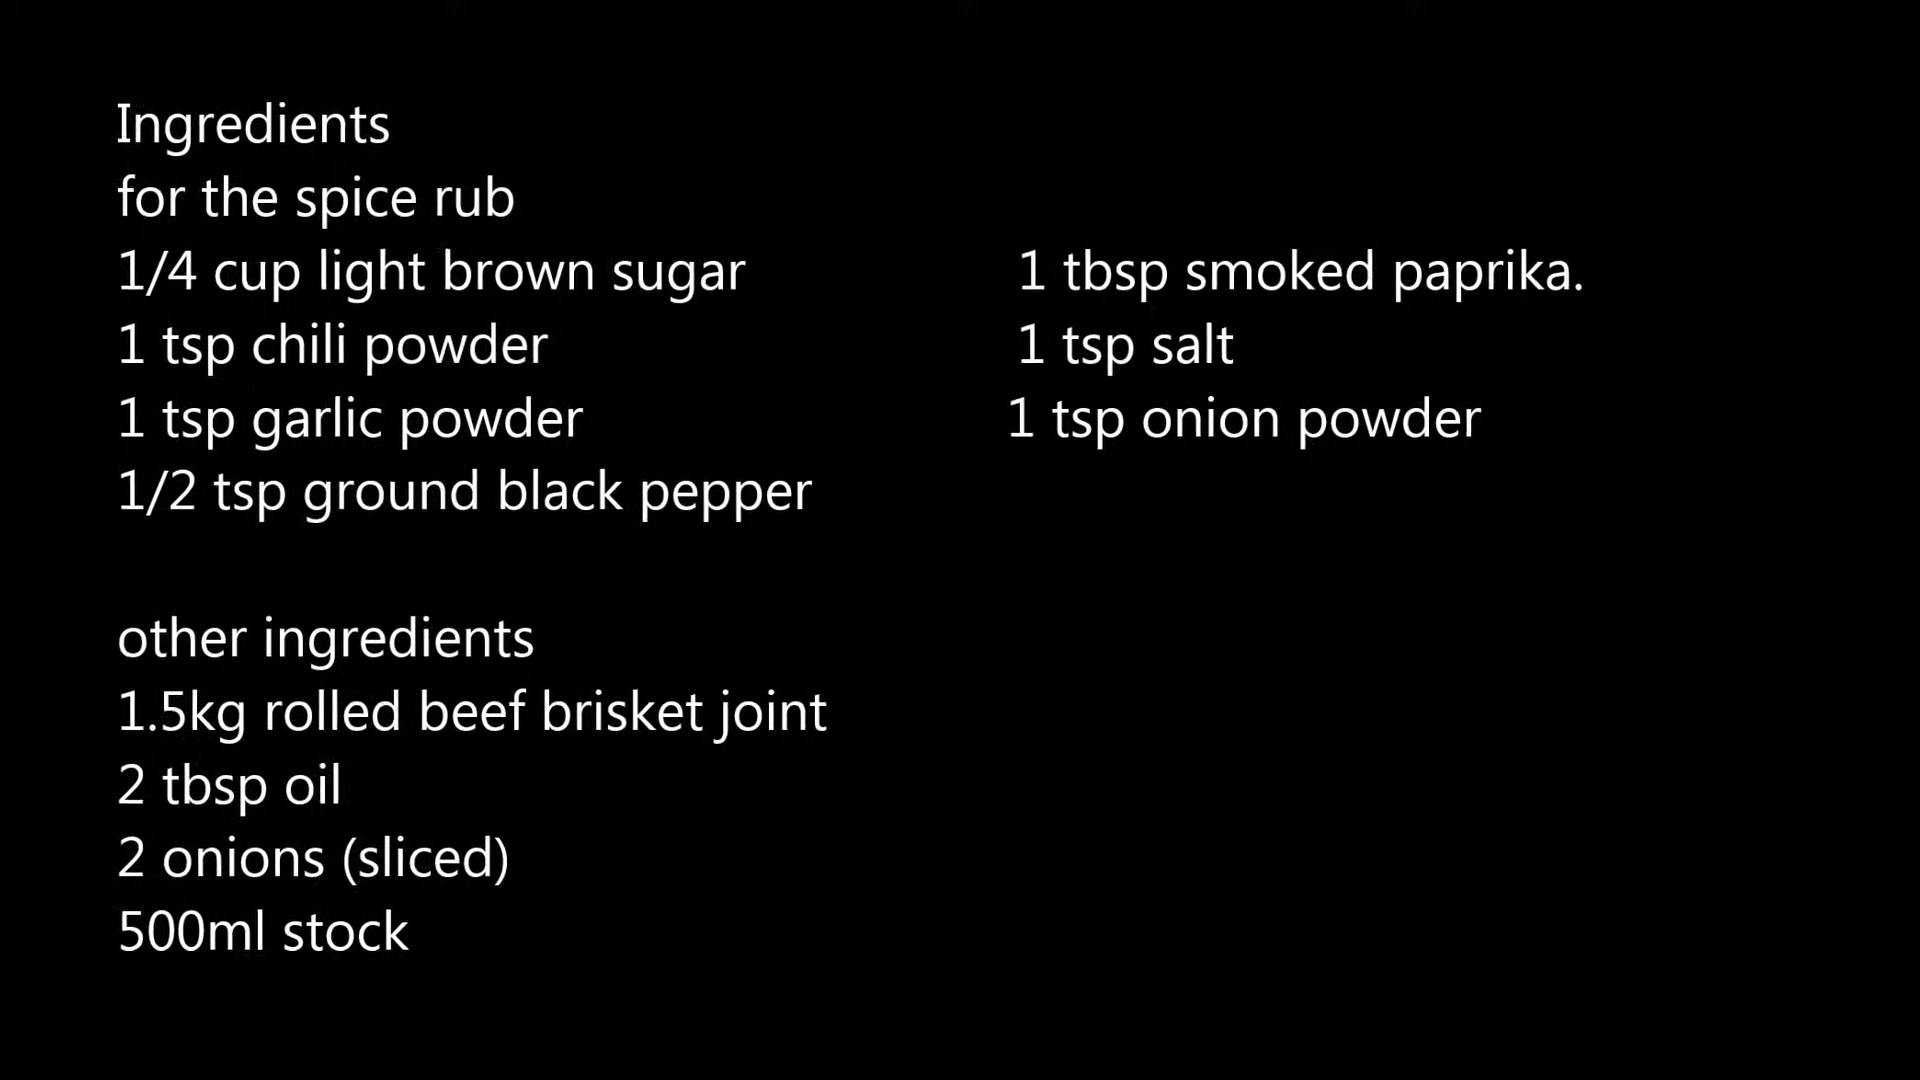 Ingredients
for the spice rub
1/4 cup light brown sugar 1 tbsp smoked paprika.
1 tsp chili powder 1 tsp salt
1 tsp garlic powder 1 tsp onion powder
1/2 tsp ground black pepper
other ingredients
1.5kg rolled beef brisket joint
2 tbsp oil
2 onions (sliced)
500ml stock